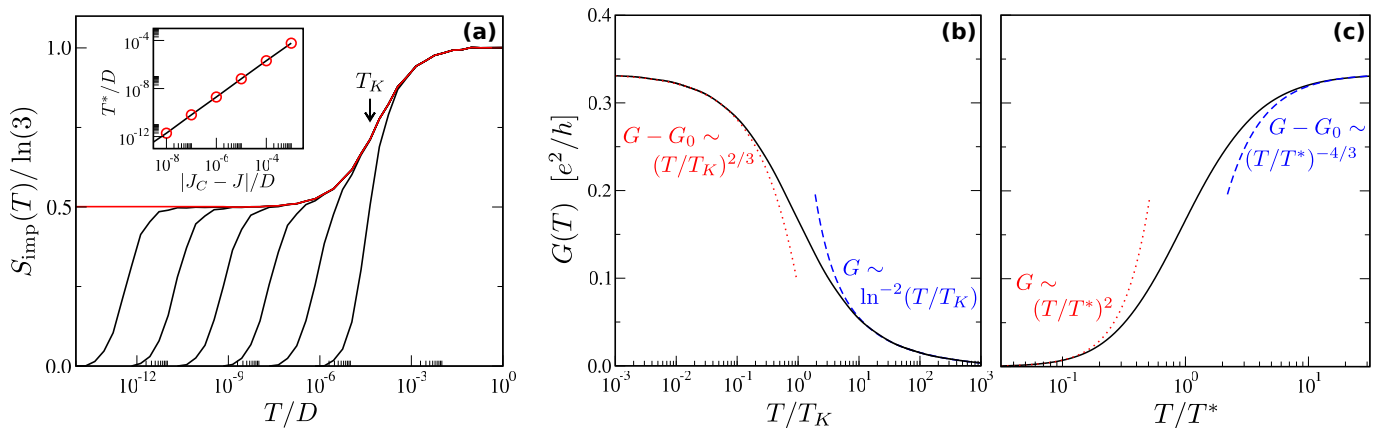 (a)
S_imp(T)/ ln(3)
1.0
0.5
0.0
10^-12
10^-9
10^-6
10^-3
10^0
T/D
T_K
T*/D
10^-4
10^-8
10^-12
10^-8
10^-6
10^-4
|J_C − J|/D
(b)
G(T) [e^2/h]
0.4
0.3
0.2
0.1
0.0
10^-3
10^-2
10^-1
10^0
10^1
10^2
10^3
T/T_K
G − G_0 ∼
(T/T_K)^2/3
G ∼
ln^−2(T/T_K)
(c)
G − G_0 ∼
(T/T*)^−4/3
G ∼
(T/T*)^2
10^-1
10^0
10^1
T/T*